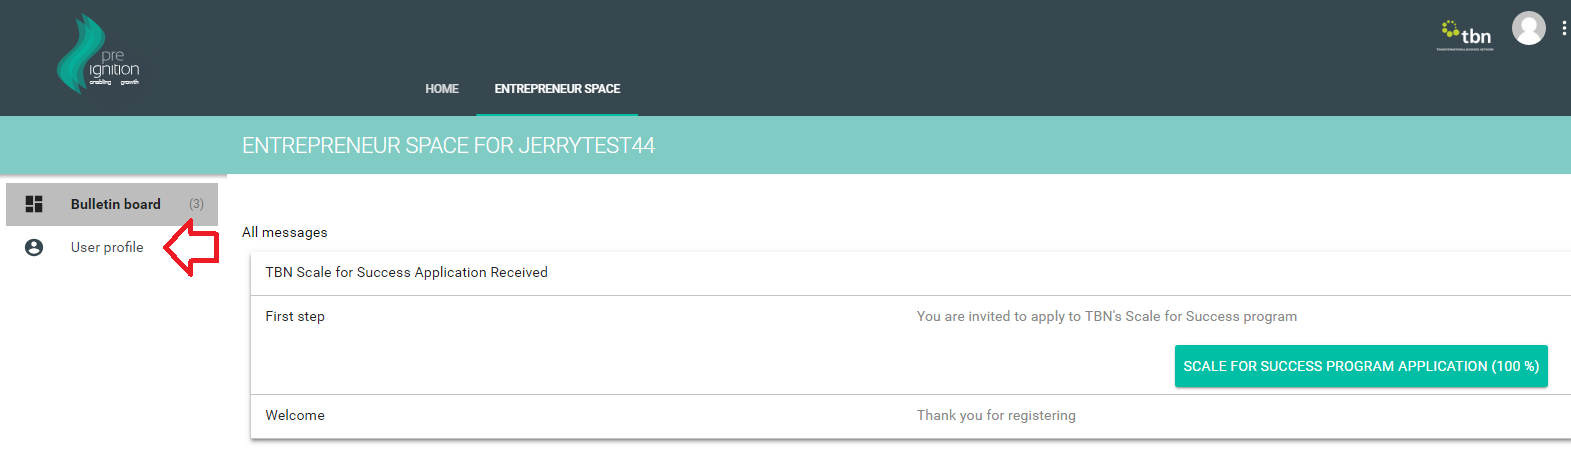 pre
ignition
enabling growth
tbn
TRANSFORMATIONAL BUSINESS NETWORK
HOME
ENTREPRENEUR SPACE
ENTREPRENEUR SPACE FOR JERRYTEST44
Bulletin board (3)
User profile
All messages
TBN Scale for Success Application Received
First step
You are invited to apply to TBN's Scale for Success program
SCALE FOR SUCCESS PROGRAM APPLICATION (100 %)
Welcome
Thank you for registering